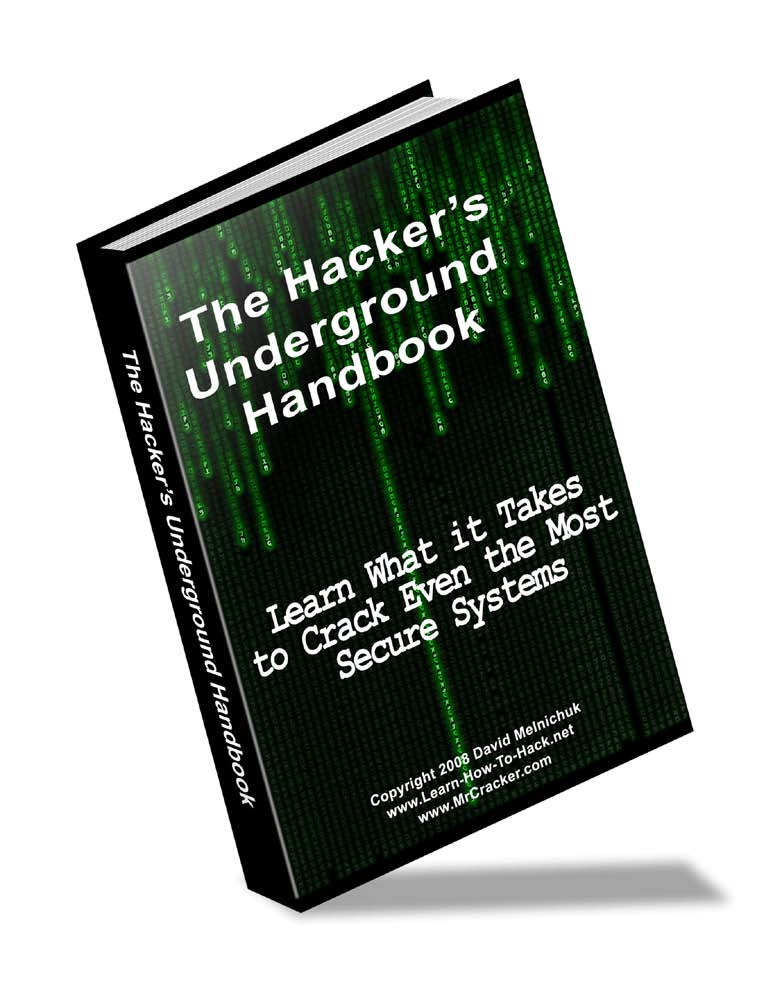 The Hacker's
Underground
Handbook
Learn What it Takes
to Crack Even the Most
Secure Systems
Copyright 2008 David Melnichuk
www.Learn-How-To-Hack.net
www.MrCracker.com
The Hacker's Underground Handbook